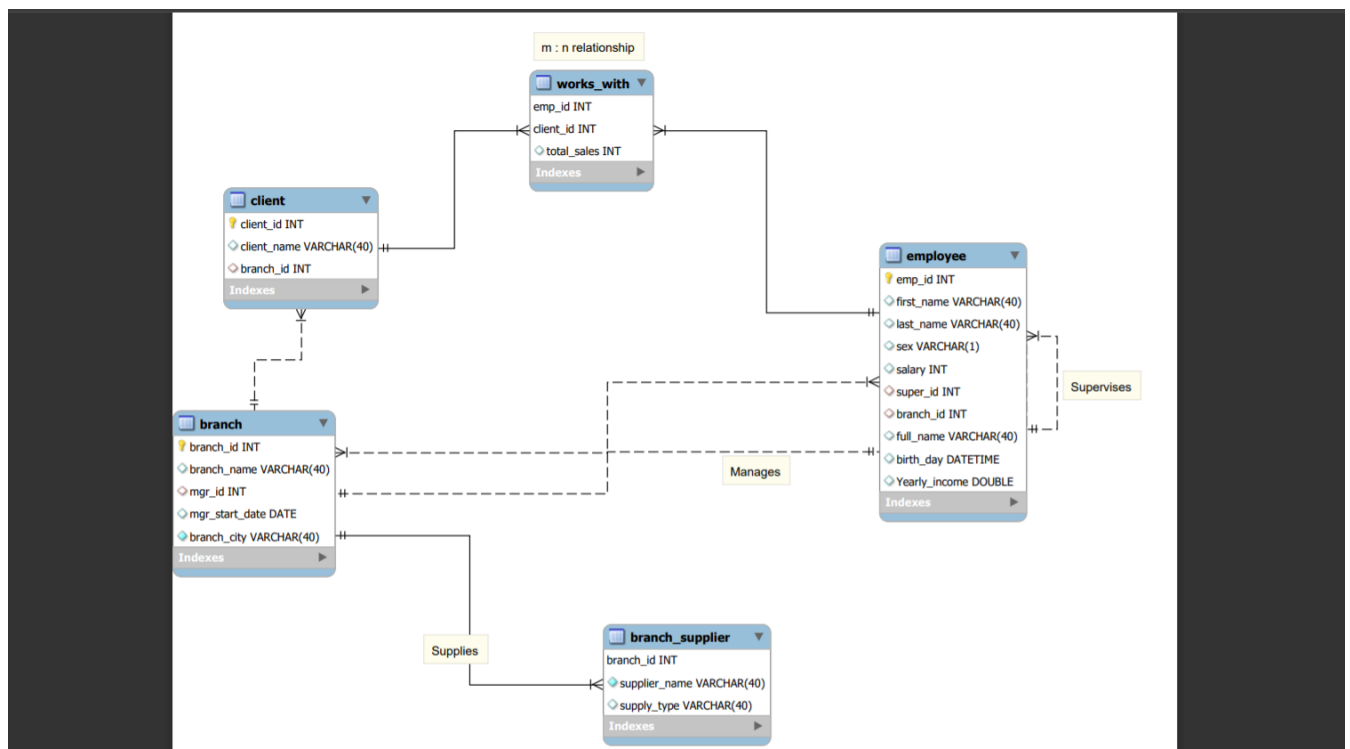 m : n relationship
works_with
emp_id INT
client_id INT
total_sales INT
Indexes
client
client_id INT
client_name VARCHAR(40)
branch_id INT
Indexes
employee
emp_id INT
first_name VARCHAR(40)
last_name VARCHAR(40)
sex VARCHAR(1)
salary INT
super_id INT
branch_id INT
full_name VARCHAR(40)
birth_day DATETIME
Yearly_income DOUBLE
Indexes
Supervises
branch
branch_id INT
branch_name VARCHAR(40)
mgr_id INT
mgr_start_date DATE
branch_city VARCHAR(40)
Indexes
Manages
Supplies
branch_supplier
branch_id INT
supplier_name VARCHAR(40)
supply_type VARCHAR(40)
Indexes